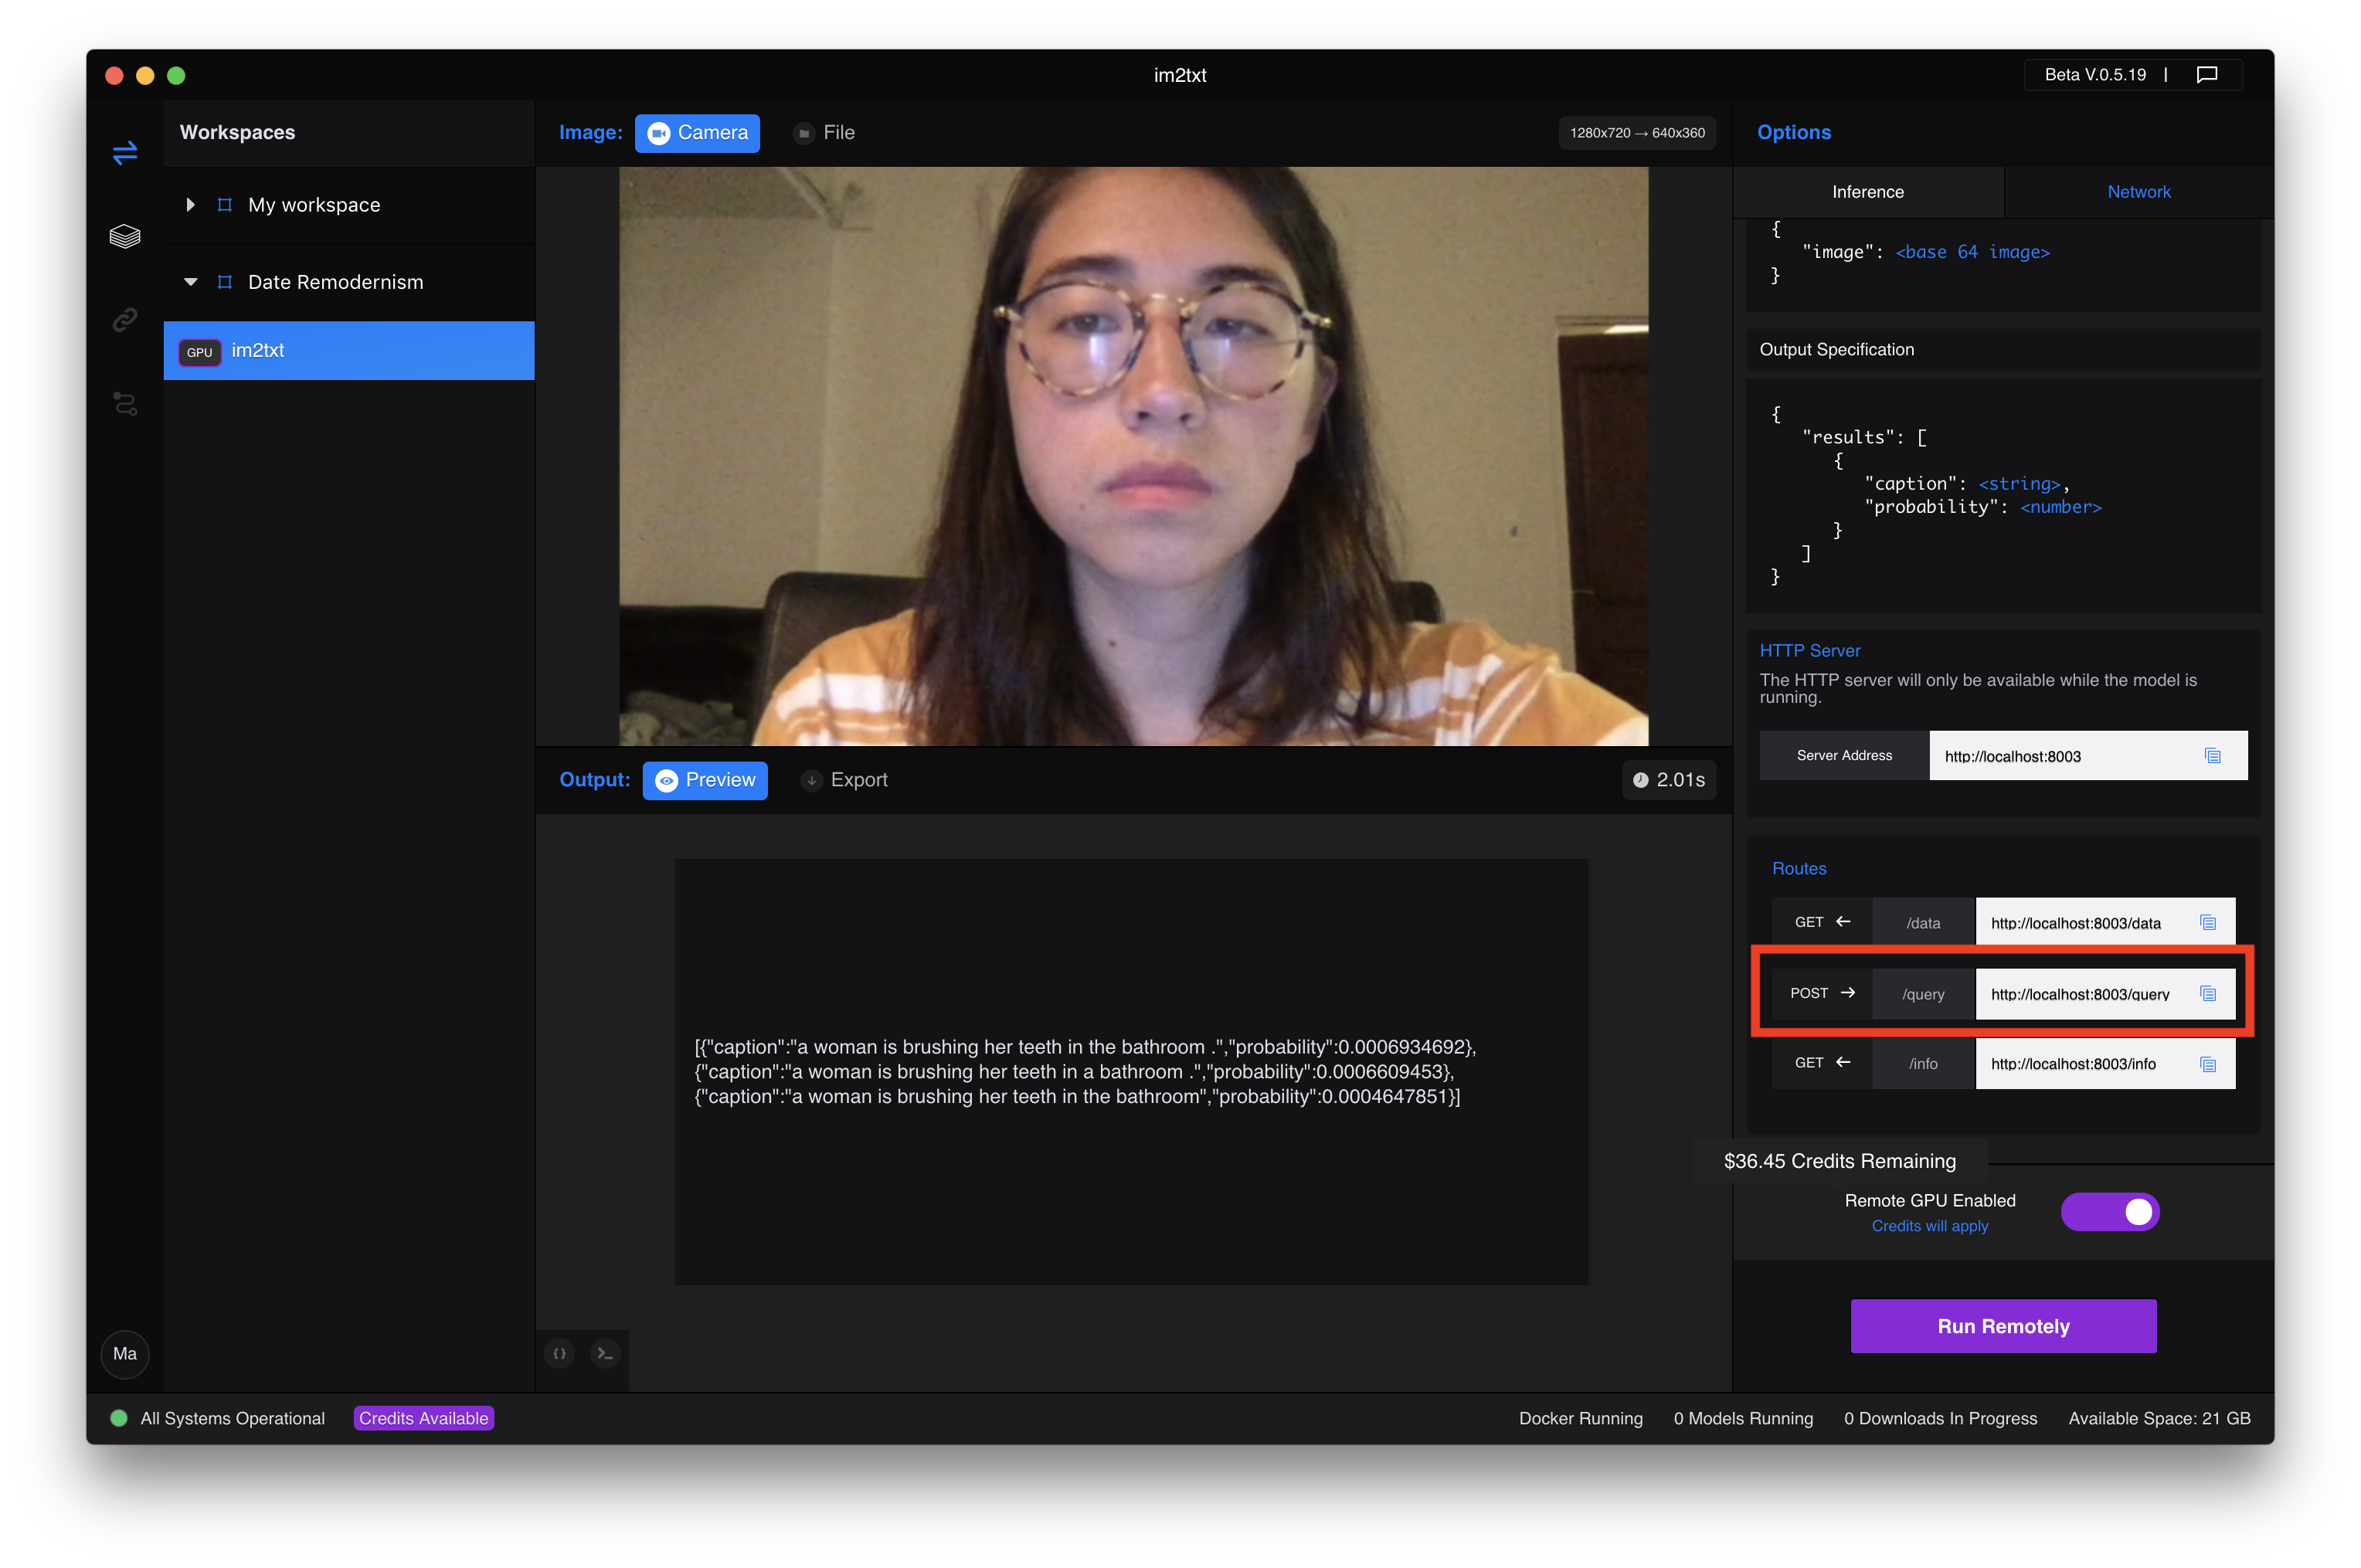 im2txt
Beta V.0.5.19 |
Workspaces
My workspace
Date Remodernism
GPU im2txt
Ma
Image: Camera File 1280x720 → 640x360
Output: Preview Export 2.01s
[{"caption":"a woman is brushing her teeth in the bathroom .","probability":0.0006934692},
{"caption":"a woman is brushing her teeth in a bathroom .","probability":0.0006609453},
{"caption":"a woman is brushing her teeth in the bathroom","probability":0.0004647851}]
{} >_
Options
Inference Network
{
"image": <base 64 image>
}
Output Specification
{
"results": [
{
"caption": <string>,
"probability": <number>
}
]
}
HTTP Server
The HTTP server will only be available while the model is
running.
Server Address http://localhost:8003
Routes
GET ← /data http://localhost:8003/data
POST → /query http://localhost:8003/query
GET ← /info http://localhost:8003/info
$36.45 Credits Remaining
Remote GPU Enabled
Credits will apply
Run Remotely
All Systems Operational Credits Available Docker Running 0 Models Running 0 Downloads In Progress Available Space: 21 GB